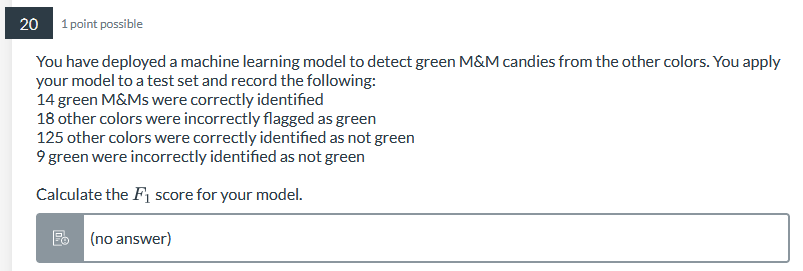 20
1 point possible
You have deployed a machine learning model to detect green M&M candies from the other colors. You apply
your model to a test set and record the following:
14 green M&Ms were correctly identified
18 other colors were incorrectly flagged as green
125 other colors were correctly identified as not green
9 green were incorrectly identified as not green
Calculate the F₁ score for your model.
(no answer)